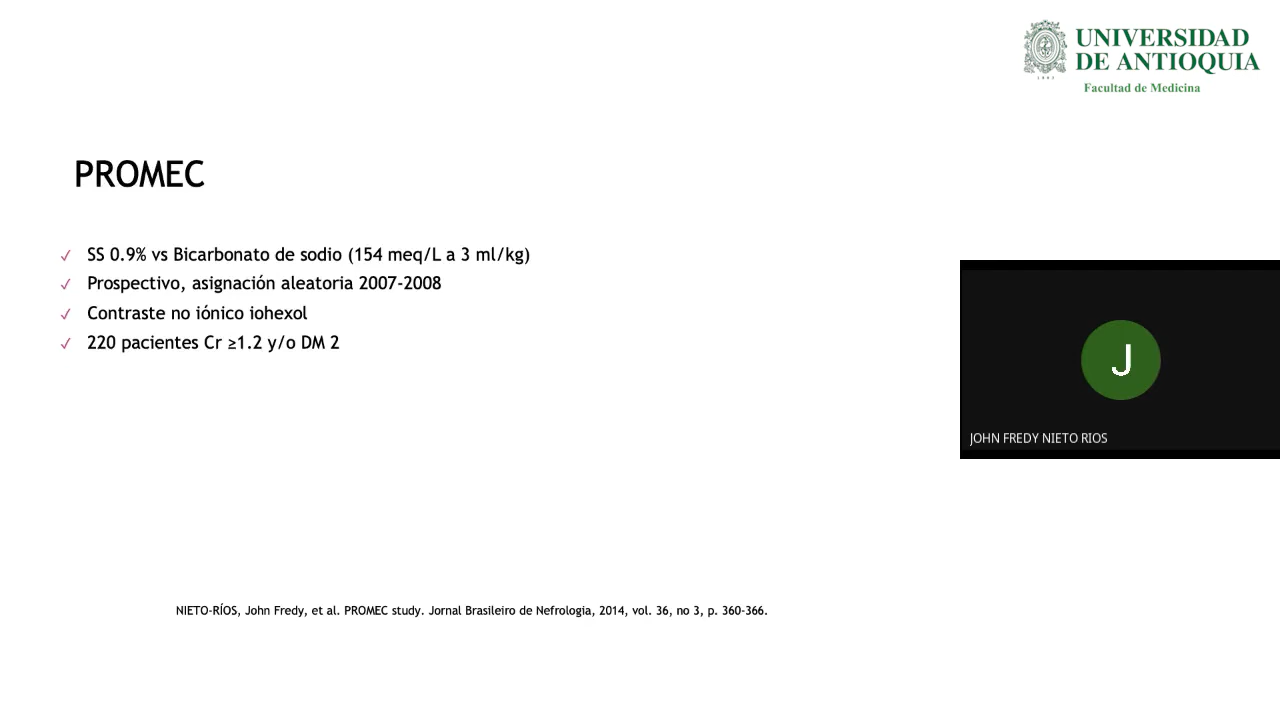 UNIVERSIDAD
DE ANTIOQUIA
1803
Facultad de Medicina
PROMEC
✓ SS 0.9% vs Bicarbonato de sodio (154 meq/L a 3 ml/kg)
✓ Prospectivo, asignación aleatoria 2007-2008
✓ Contraste no iónico iohexol
✓ 220 pacientes Cr ≥1.2 y/o DM 2
J
JOHN FREDY NIETO RIOS
NIETO-RÍOS, John Fredy, et al. PROMEC study. Jornal Brasileiro de Nefrologia, 2014, vol. 36, no 3, p. 360-366.